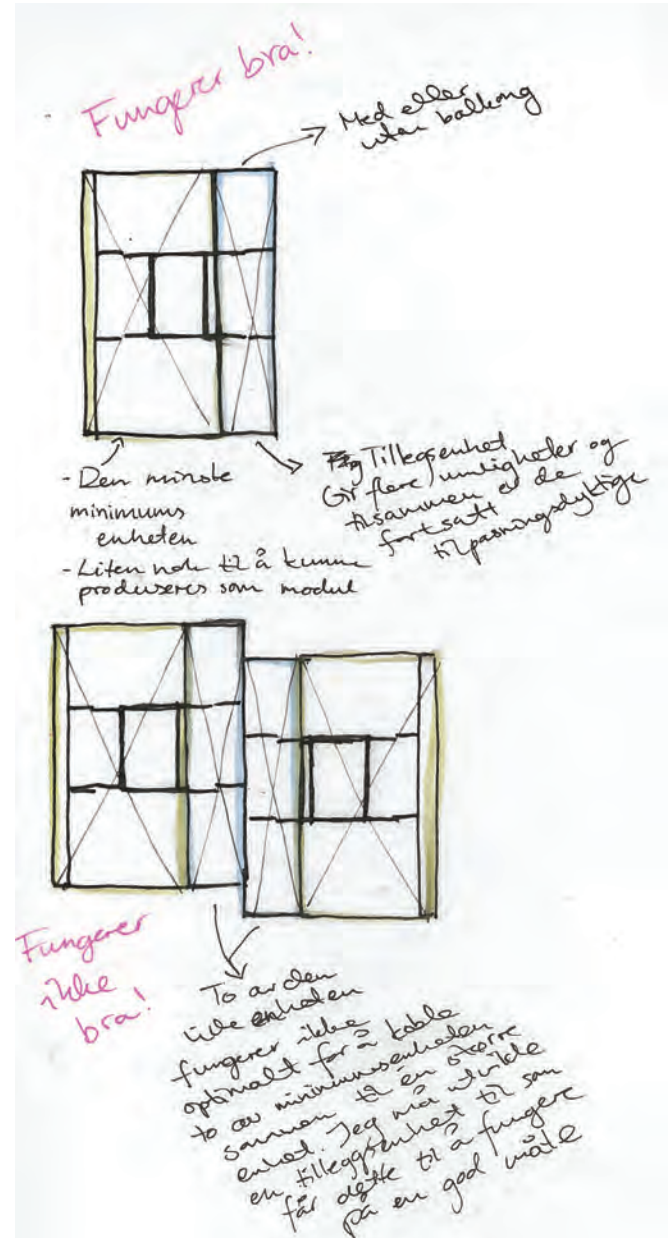 Fungerer bra!
Med eller
uten balkong
- Den minste
minimums
enheten
- Liten nok til å kunne
produseres som modul
Tilleggsenhet
Gir flere muligheter og
tilsammen er de
fortsatt
tilpasningsdyktige
Fungerer
ikke
bra!
To av den
lille enheten
fungerer ikke
optimalt for å koble
to av minimumsenheten
sammen til én større
enhet. Jeg må utvikle
en tilleggsenhet til som
får dette til å fungere
på en god måte